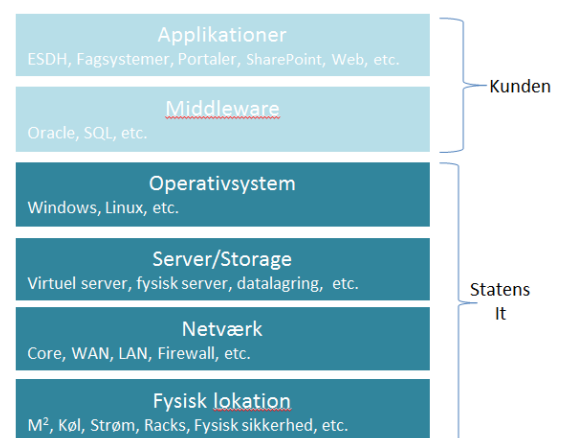 Applikationer
ESDH, Fagsystemer, Portaler, SharePoint, Web, etc.
Kunden
Middleware
Oracle, SQL, etc.
Operativsystem
Windows, Linux, etc.
Server/Storage
Virtuel server, fysisk server, datalagring, etc.
Statens
It
Netværk
Core, WAN, LAN, Firewall, etc.
Fysisk lokation
M², Køl, Strøm, Racks, Fysisk sikkerhed, etc.